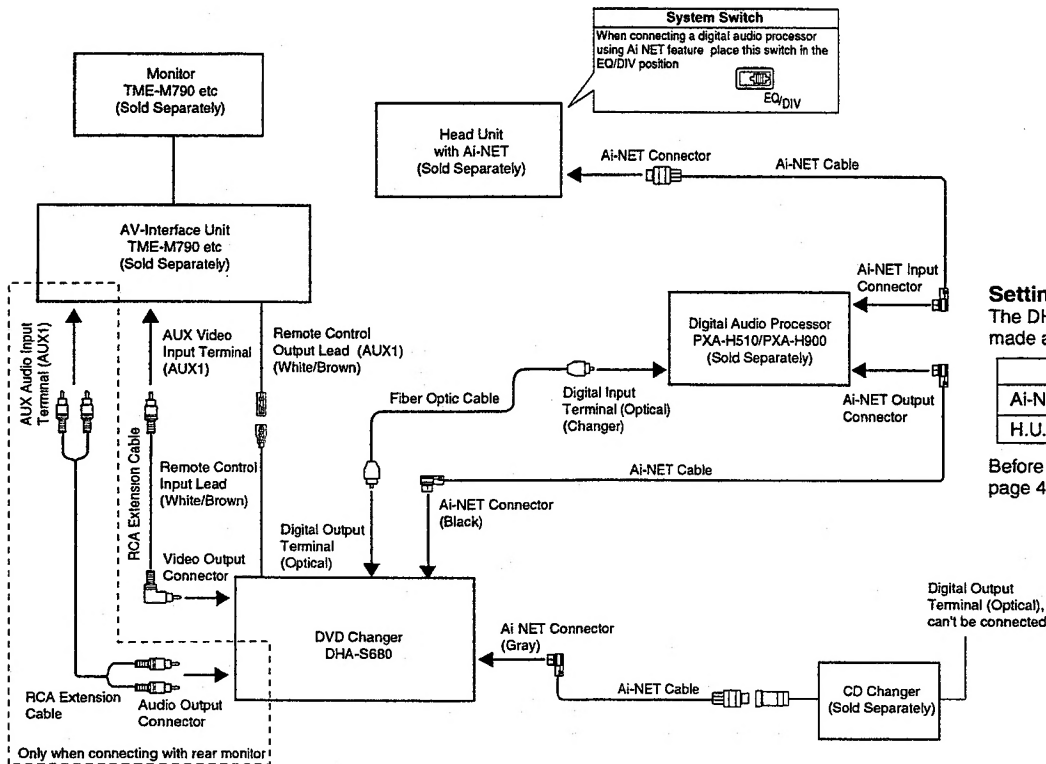 System Switch
When connecting a digital audio processor
using Ai NET feature place this switch in the
EQ/DIV position
EQ/DIV
Monitor
TME-M790 etc
(Sold Separately)
Head Unit
with Ai-NET
(Sold Separately)
Ai-NET Connector
Ai-NET Cable
AV-Interface Unit
TME-M790 etc
(Sold Separately)
Ai-NET Input
Connector
AUX Audio Input
Terminal (AUX1)
AUX Video
Input Terminal
(AUX1)
Remote Control
Output Lead (AUX1)
(White/Brown)
Digital Audio Processor
PXA-H510/PXA-H900
(Sold Separately)
Fiber Optic Cable
Digital Input
Terminal (Optical)
(Changer)
Ai-NET Output
Connector
RCA Extension Cable
Remote Control
Input Lead
(White/Brown)
Ai-NET Cable
Ai-NET Connector
(Black)
Digital Output
Terminal
(Optical)
Video Output
Connector
DVD Changer
DHA-S680
Ai NET Connector
(Gray)
Ai-NET Cable
Digital Output
Terminal (Optical),
can't be connected
CD Changer
(Sold Separately)
RCA Extension
Cable
Audio Output
Connector
Only when connecting with rear monitor
Settin
The DH
made a
Ai-N
H.U.
Before
page 4